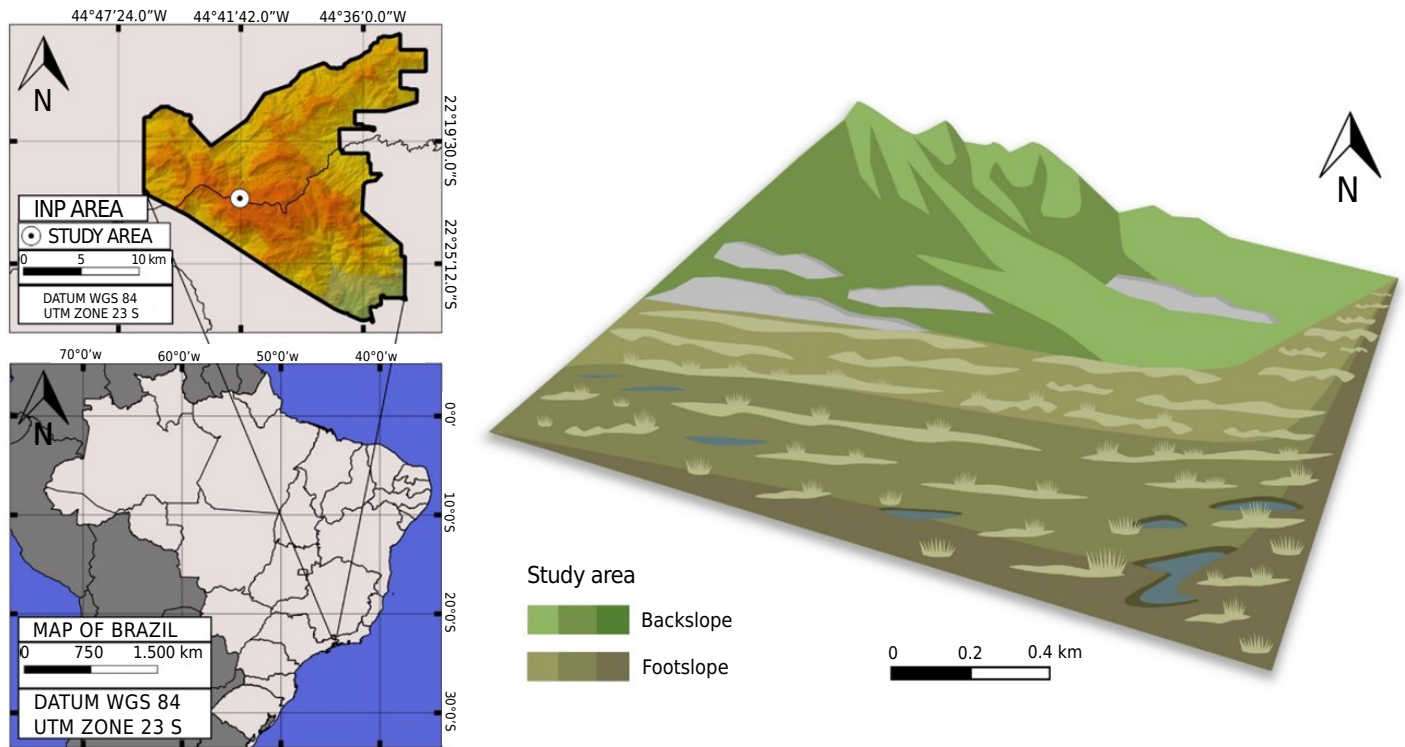 44°47'24.0”W 44°41'42.0”W 44°36'0.0”W
N
22°19'30.0”S
22°25'12.0”S
INP AREA
STUDY AREA
0 5 10 km
DATUM WGS 84
UTM ZONE 23 S
70°0'w 60°0'w 50°0'w 40°0'w
N
0°0'
10°0'S
20°0'S
30°0'S
MAP OF BRAZIL
0 750 1.500 km
DATUM WGS 84
UTM ZONE 23 S
N
Study area
Backslope
Footslope
0 0.2 0.4 km